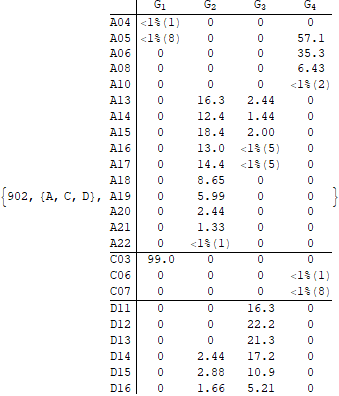 G1 G2 G3 G4
A04 <1%(1) 0 0 0
A05 <1%(8) 0 0 57.1
A06 0 0 0 35.3
A08 0 0 0 6.43
A10 0 0 0 <1%(2)
A13 0 16.3 2.44 0
A14 0 12.4 1.44 0
A15 0 18.4 2.00 0
A16 0 13.0 <1%(5) 0
A17 0 14.4 <1%(5) 0
A18 0 8.65 0 0
{902, {A, C, D}, A19 0 5.99 0 0 }
A20 0 2.44 0 0
A21 0 1.33 0 0
A22 0 <1%(1) 0 0
C03 99.0 0 0 0
C06 0 0 0 <1%(1)
C07 0 0 0 <1%(8)
D11 0 0 16.3 0
D12 0 0 22.2 0
D13 0 0 21.3 0
D14 0 2.44 17.2 0
D15 0 2.88 10.9 0
D16 0 1.66 5.21 0